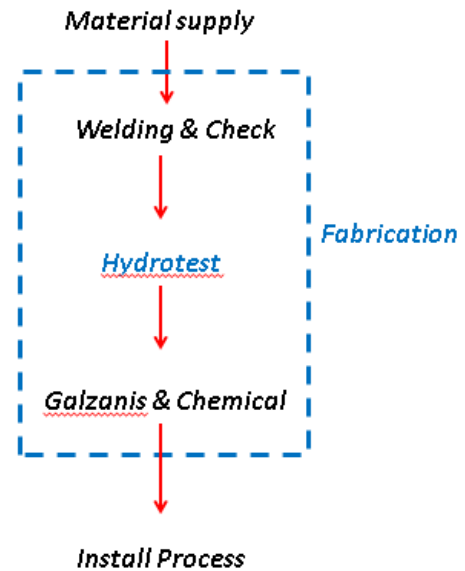 Material supply
Welding & Check
Fabrication
Hydrotest
Galzanis & Chemical
Install Process